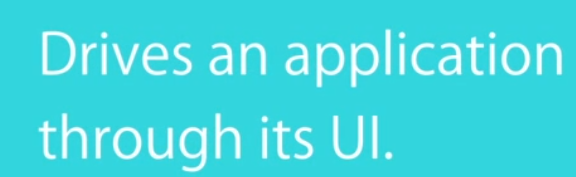 Drives an application
through its UI.